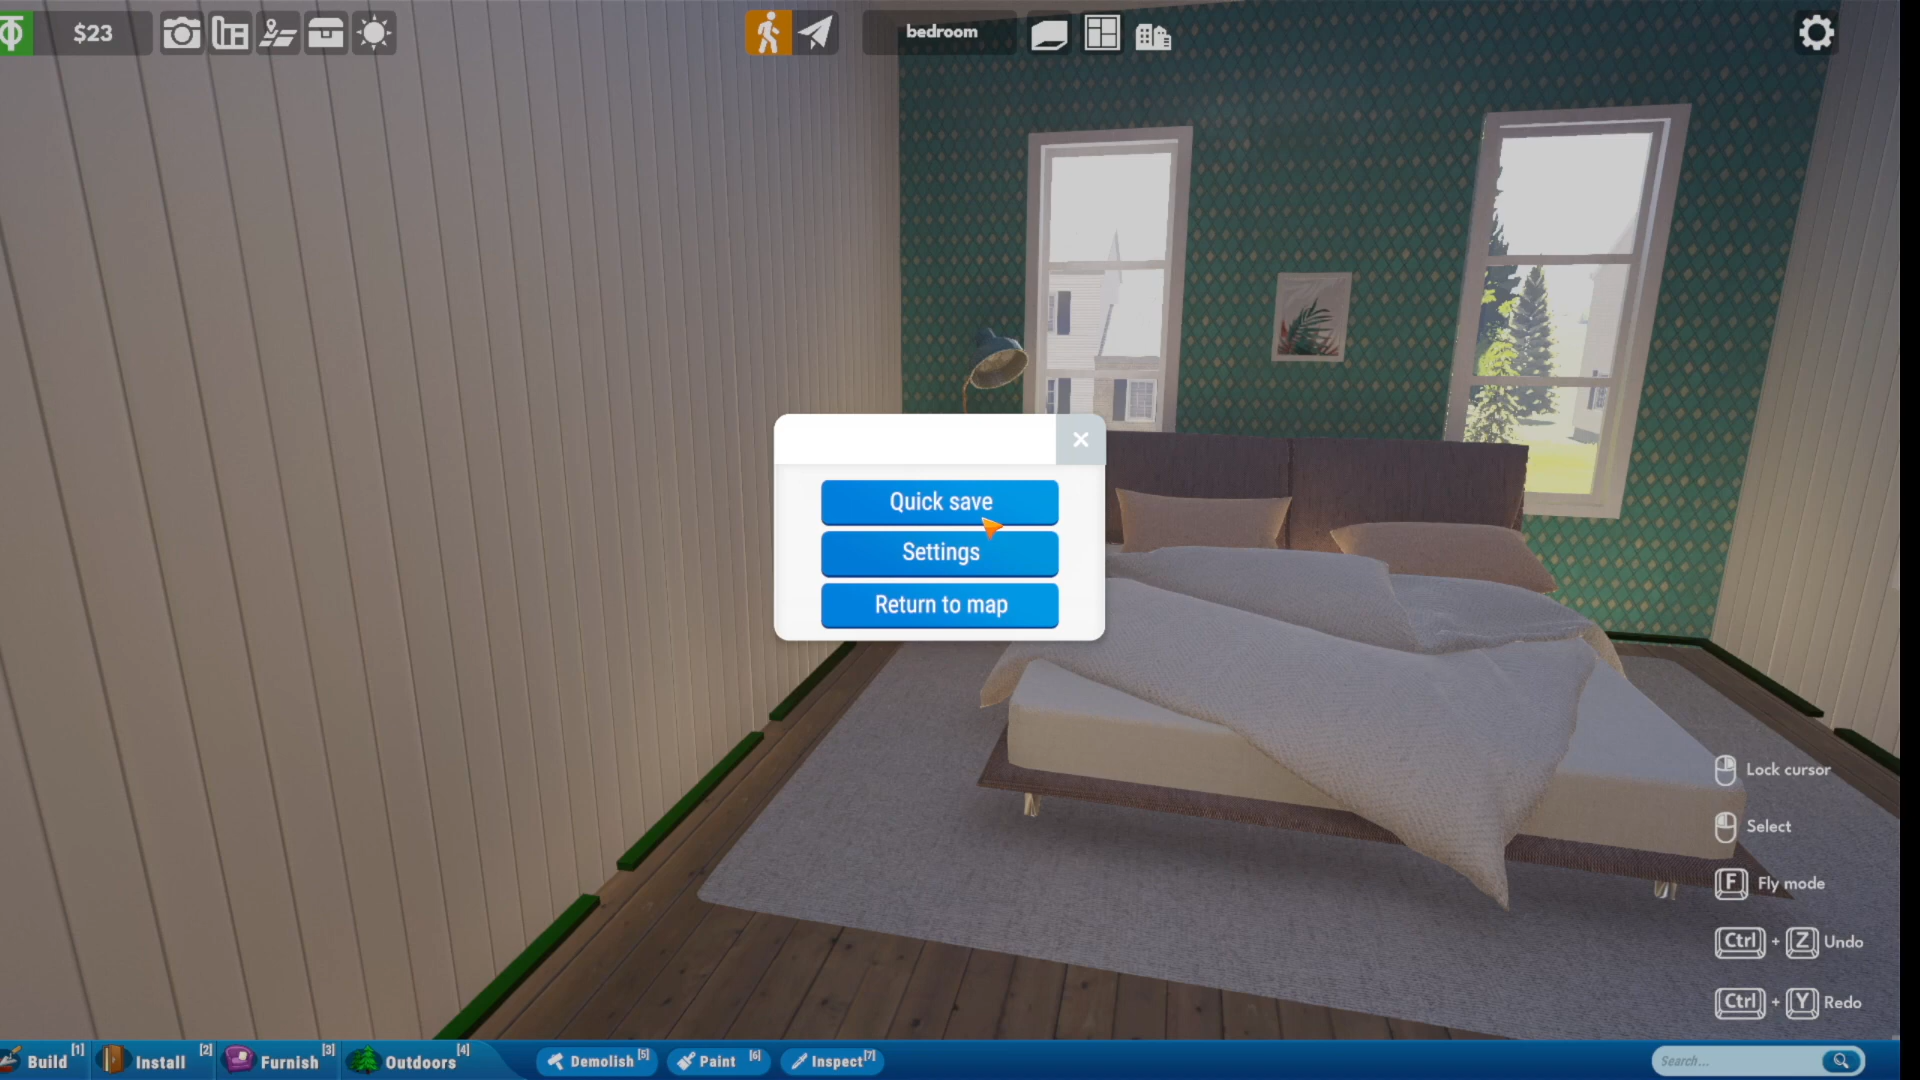 $23
bedroom
Quick save
Settings
Return to map
Lock cursor
Select
F Fly mode
Ctrl + Z Undo
Ctrl + Y Redo
Build [1] Install [2] Furnish [3] Outdoors [4] Demolish [5] Paint [6] Inspect [7] Search...